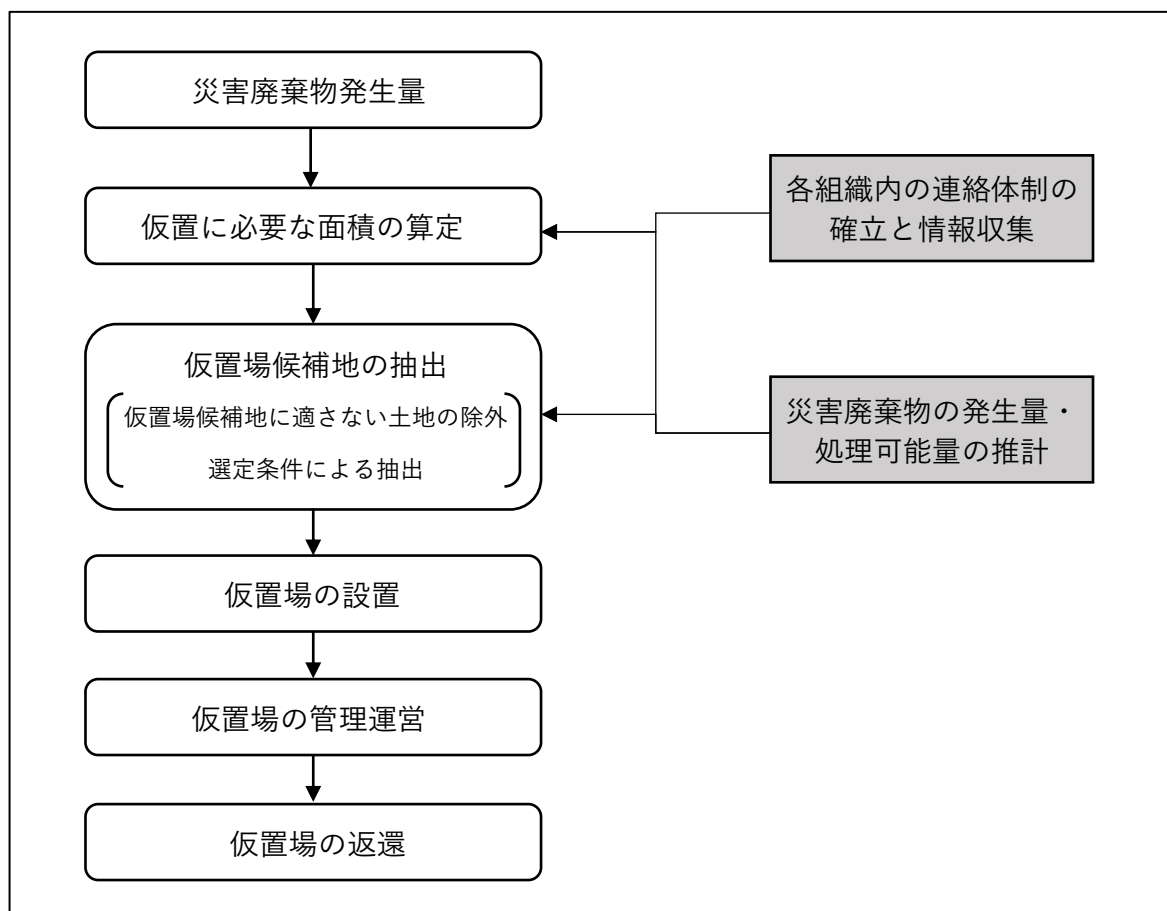 災害廃棄物発生量
仮置に必要な面積の算定
各組織内の連絡体制の
確立と情報収集
仮置場候補地の抽出
仮置場候補地に適さない土地の除外
選定条件による抽出
災害廃棄物の発生量・
処理可能量の推計
仮置場の設置
仮置場の管理運営
仮置場の返還